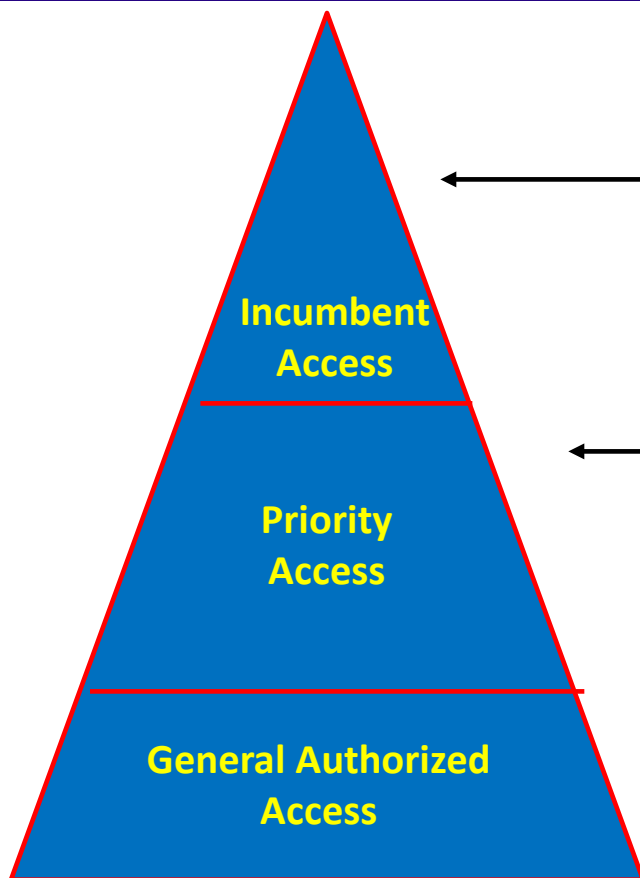 Incumbent
Access
Priority
Access
General Authorized
Access